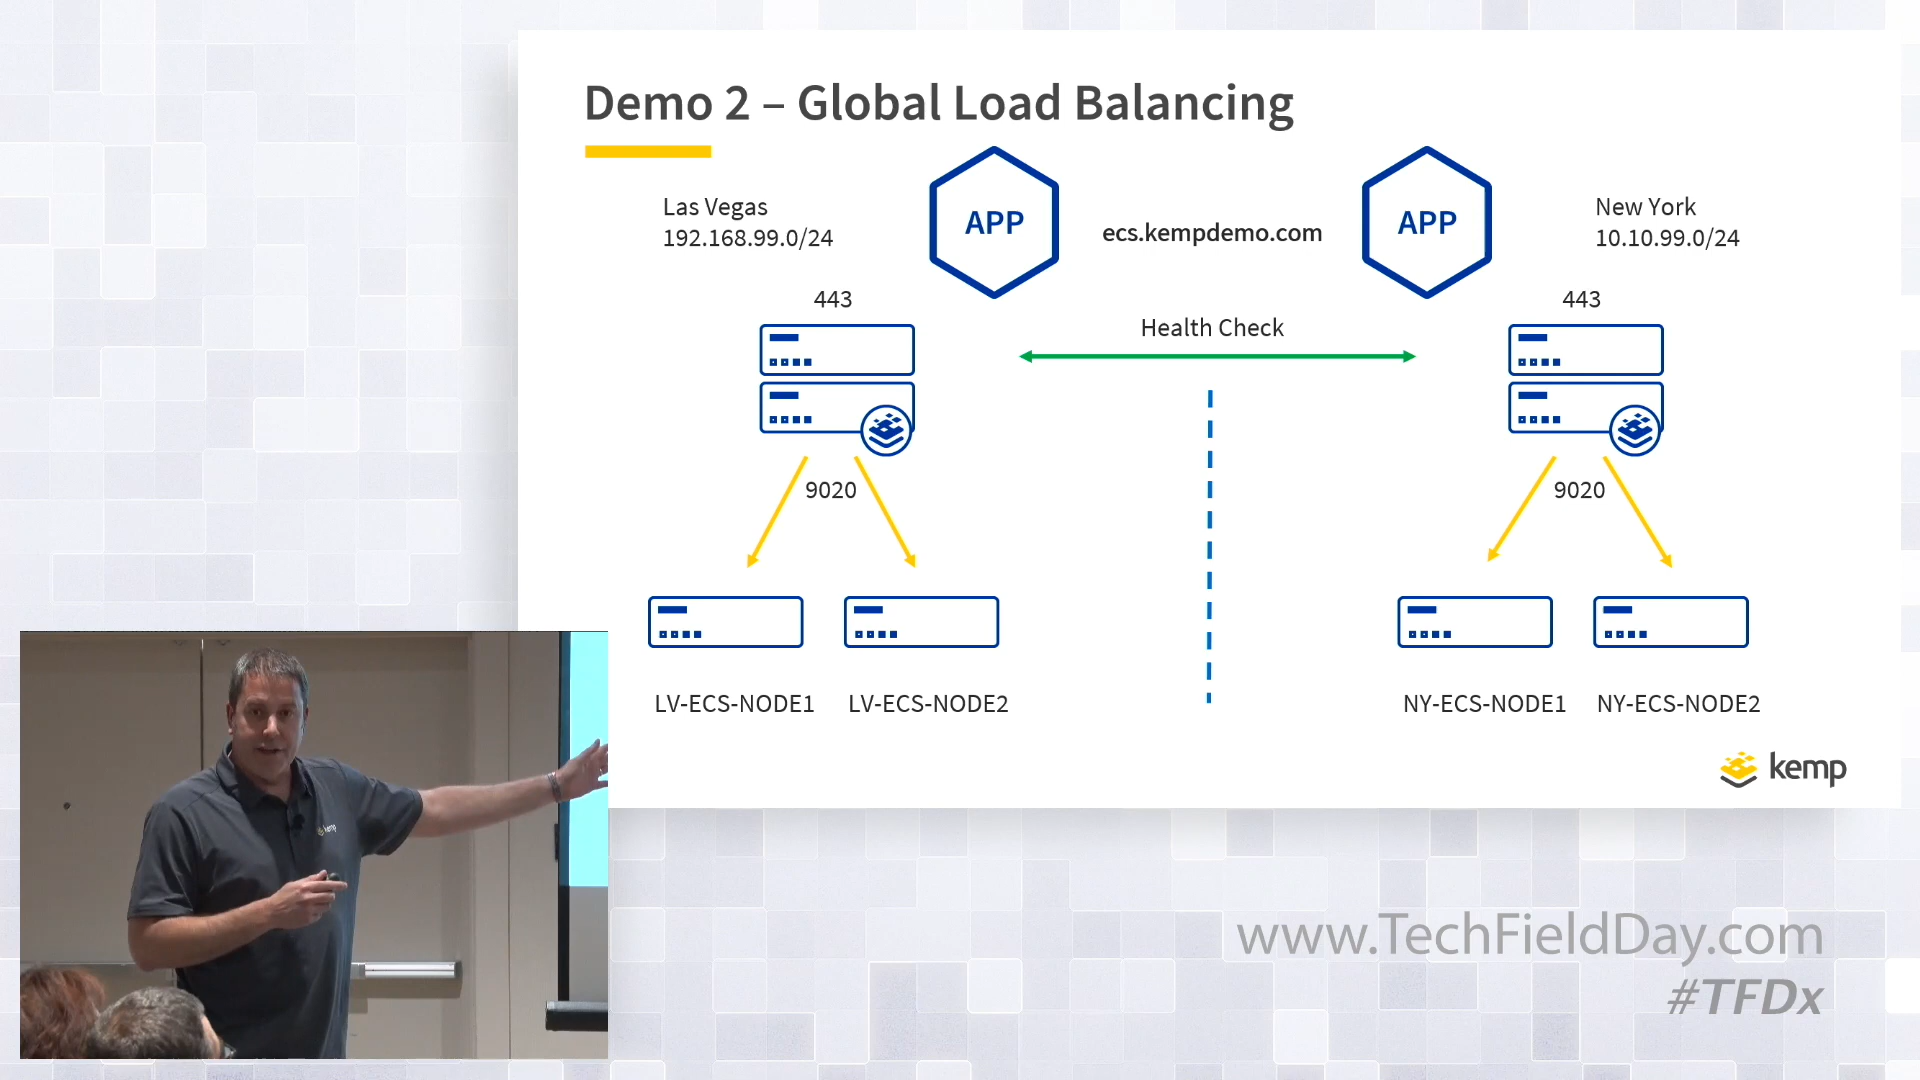 Demo 2 – Global Load Balancing
Las Vegas
192.168.99.0/24
APP
ecs.kempdemo.com
APP
New York
10.10.99.0/24
443
Health Check
443
9020
9020
LV-ECS-NODE1
LV-ECS-NODE2
NY-ECS-NODE1
NY-ECS-NODE2
kemp
kemp
www.TechFieldDay.com
#TFDx